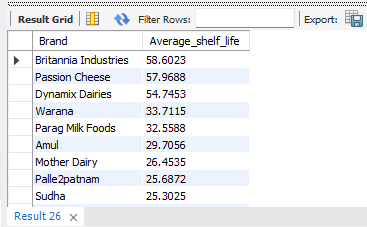 Result Grid Filter Rows: Export:
Brand Average_shelf_life
Britannia Industries 58.6023
Passion Cheese 57.9688
Dynamix Dairies 54.7453
Warana 33.7115
Parag Milk Foods 32.5588
Amul 29.7056
Mother Dairy 26.4535
Palle2patnam 25.6872
Sudha 25.3025
Result 26 ×